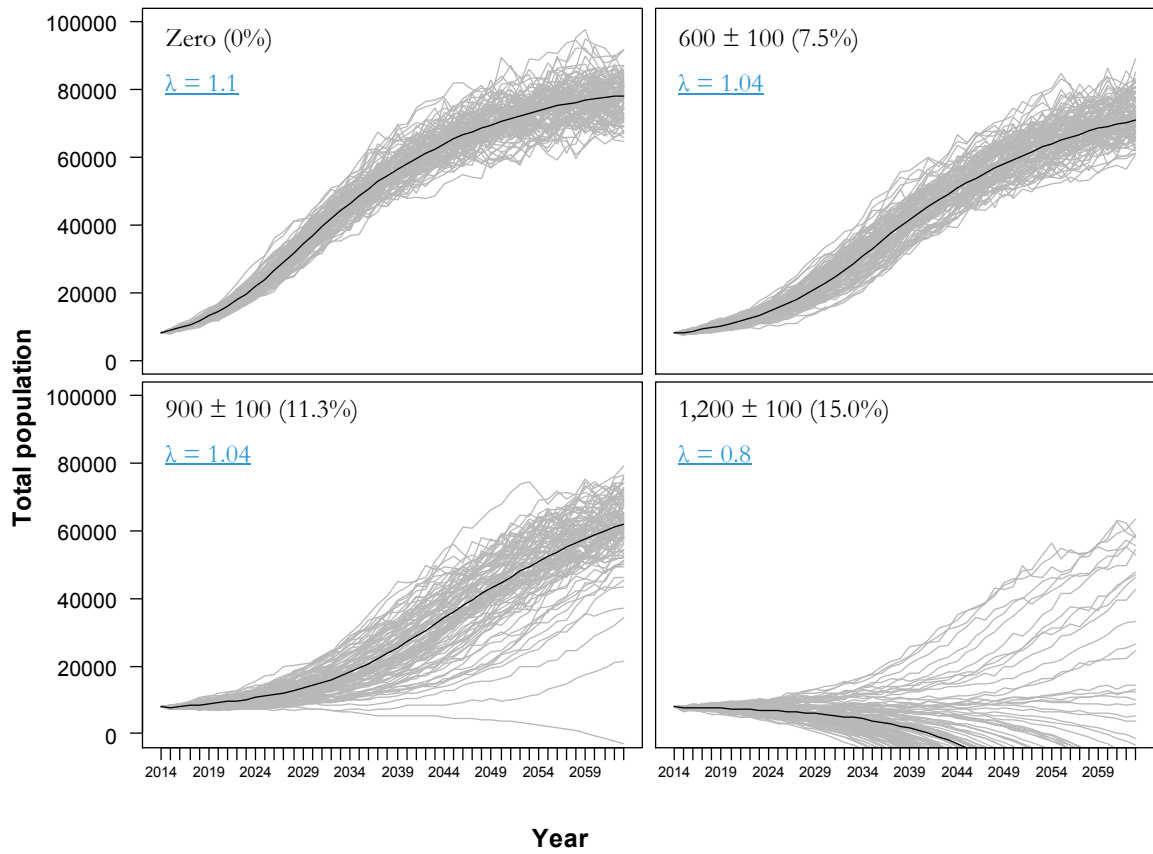 100000
80000
60000
40000
20000
0
Zero (0%)
λ = 1.1
600 ± 100 (7.5%)
λ = 1.04
Total population
100000
80000
60000
40000
20000
0
900 ± 100 (11.3%)
λ = 1.04
1,200 ± 100 (15.0%)
λ = 0.8
2014 2019 2024 2029 2034 2039 2044 2049 2054 2059
2014 2019 2024 2029 2034 2039 2044 2049 2054 2059
Year